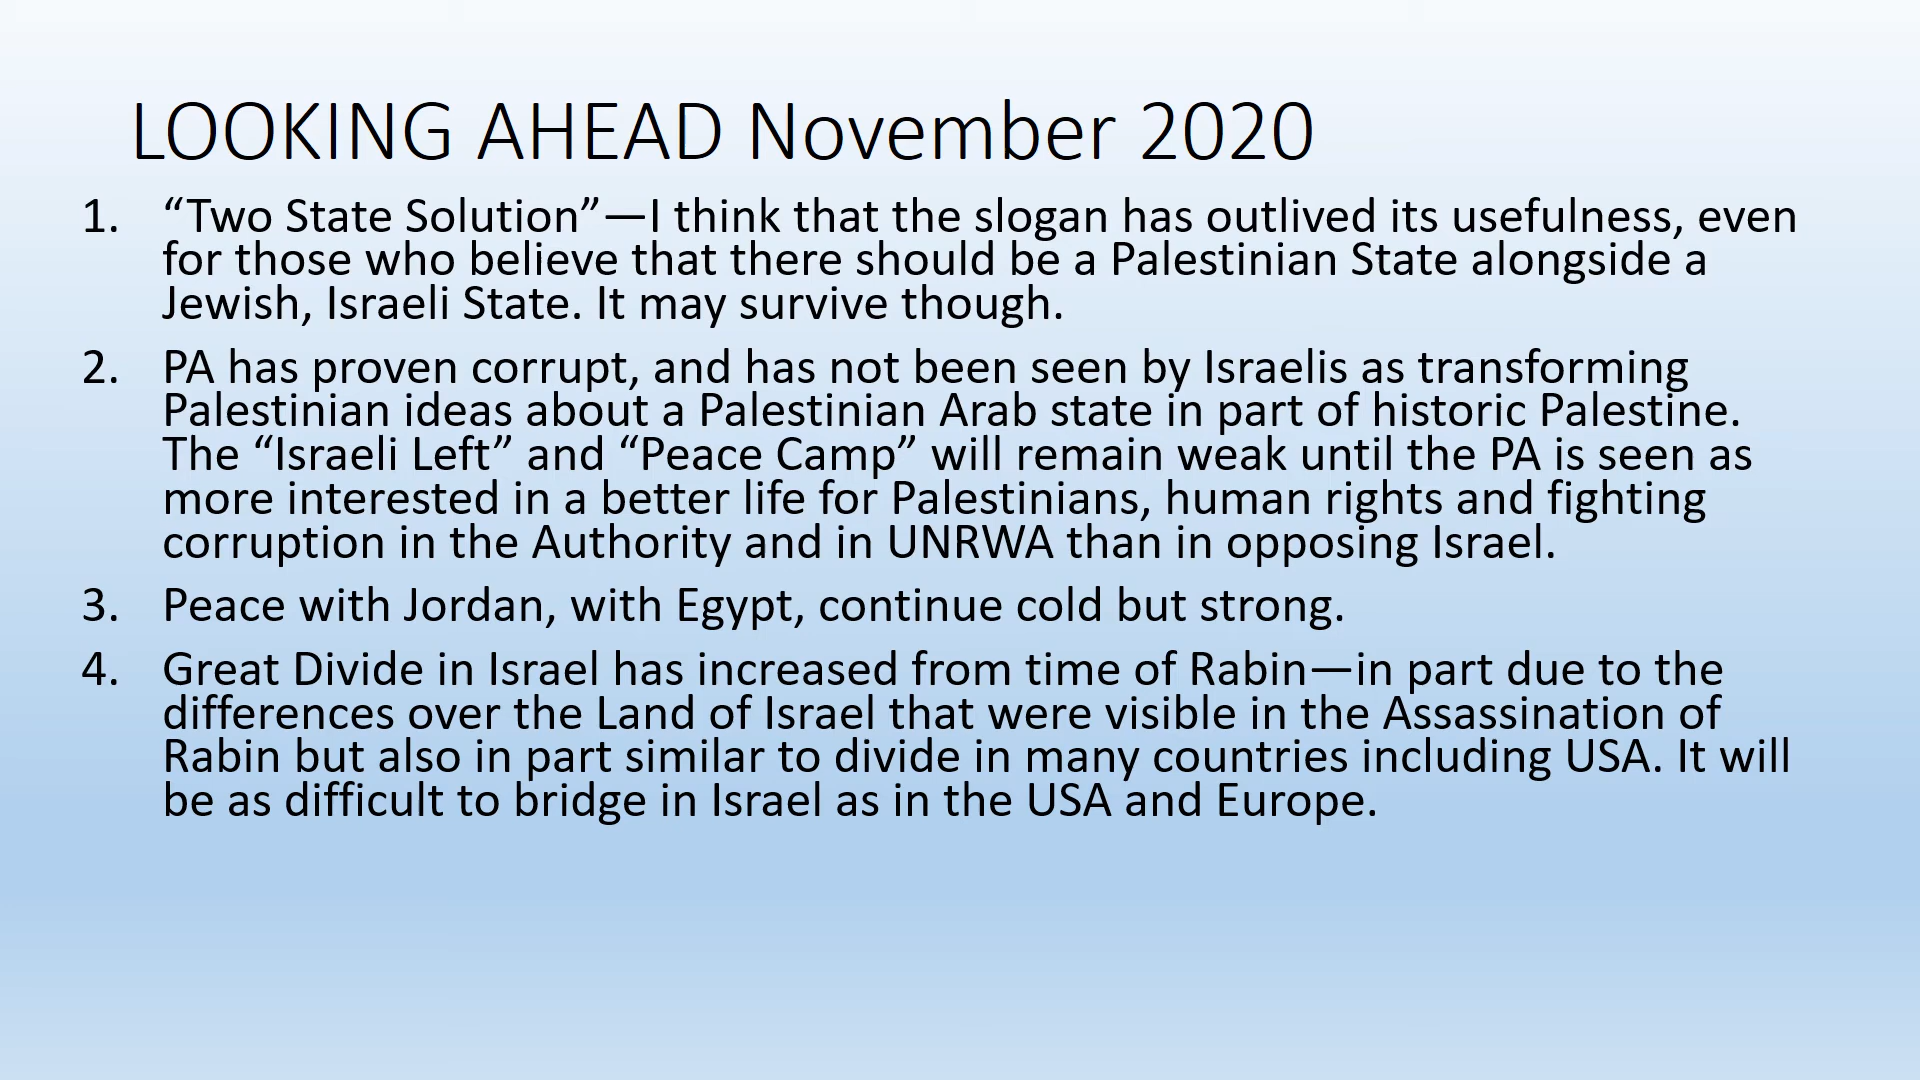 LOOKING AHEAD November 2020
1. “Two State Solution”—I think that the slogan has outlived its usefulness, even
for those who believe that there should be a Palestinian State alongside a
Jewish, Israeli State. It may survive though.
2. PA has proven corrupt, and has not been seen by Israelis as transforming
Palestinian ideas about a Palestinian Arab state in part of historic Palestine.
The “Israeli Left” and “Peace Camp” will remain weak until the PA is seen as
more interested in a better life for Palestinians, human rights and fighting
corruption in the Authority and in UNRWA than in opposing Israel.
3. Peace with Jordan, with Egypt, continue cold but strong.
4. Great Divide in Israel has increased from time of Rabin—in part due to the
differences over the Land of Israel that were visible in the Assassination of
Rabin but also in part similar to divide in many countries including USA. It will
be as difficult to bridge in Israel as in the USA and Europe.